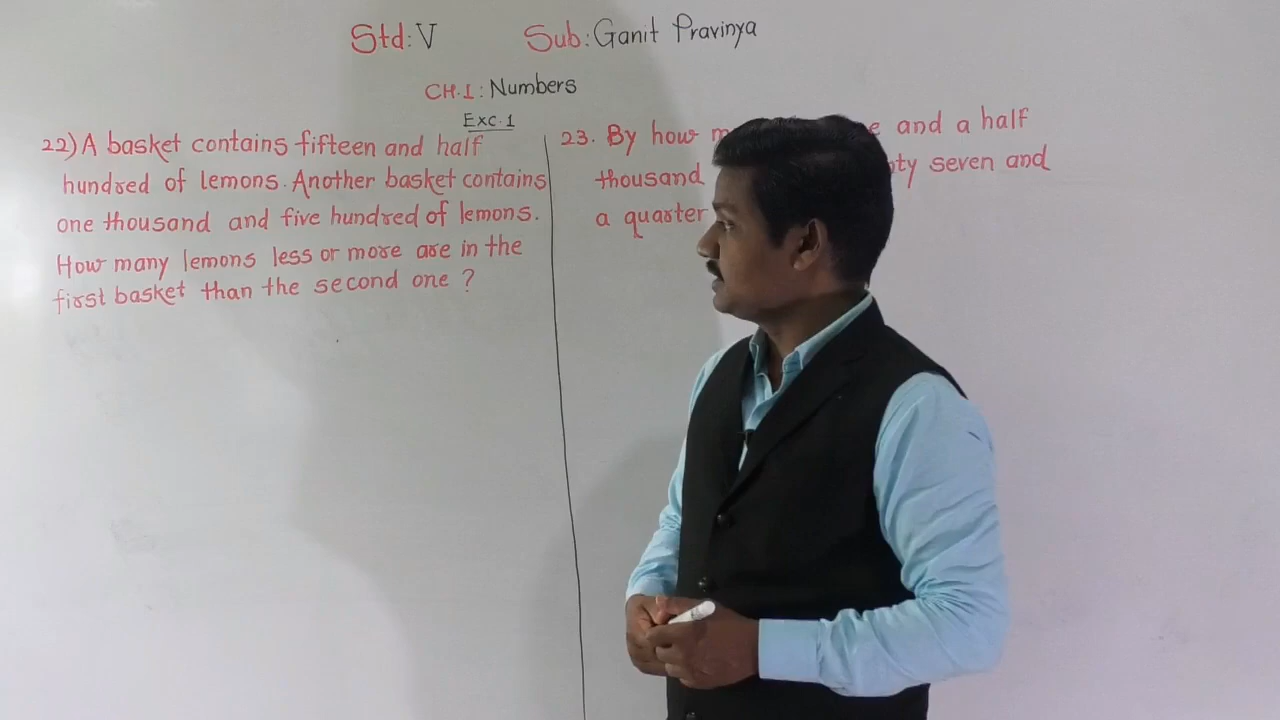 Std: V Sub: Ganit Pravinya
CH.1: Numbers
Exc.1
22) A basket contains fifteen and half
hundred of lemons. Another basket contains
one thousand and five hundred of lemons.
How many lemons less or more are in the
first basket than the second one ?
23. By how and a half
thousand seven and
a quarter